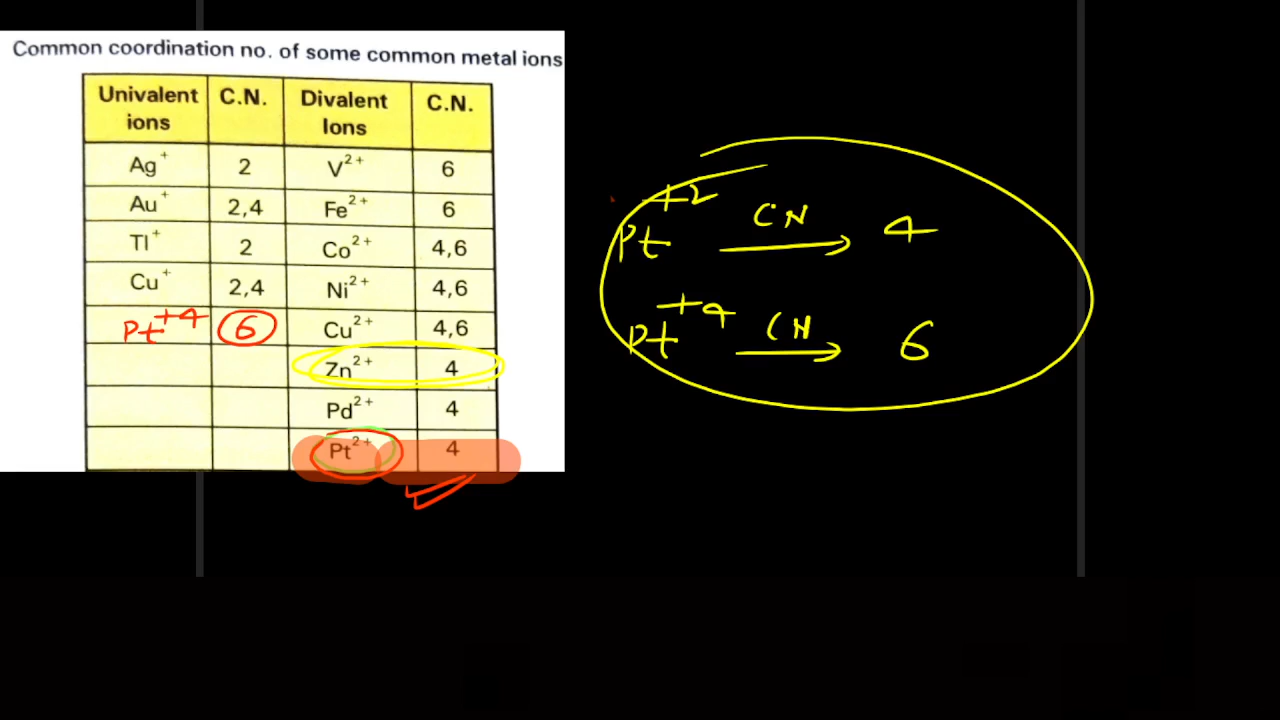 Common coordination no. of some common metal ions
Univalent ions C.N. Divalent Ions C.N.
Ag+ 2 V2+ 6
Au+ 2,4 Fe2+ 6
Tl+ 2 Co2+ 4,6
Cu+ 2,4 Ni2+ 4,6
Pt+4 6 Cu2+ 4,6
Zn2+ 4
Pd2+ 4
Pt2+ 4
Pt+2 CN → 4
Pt+4 CN → 6